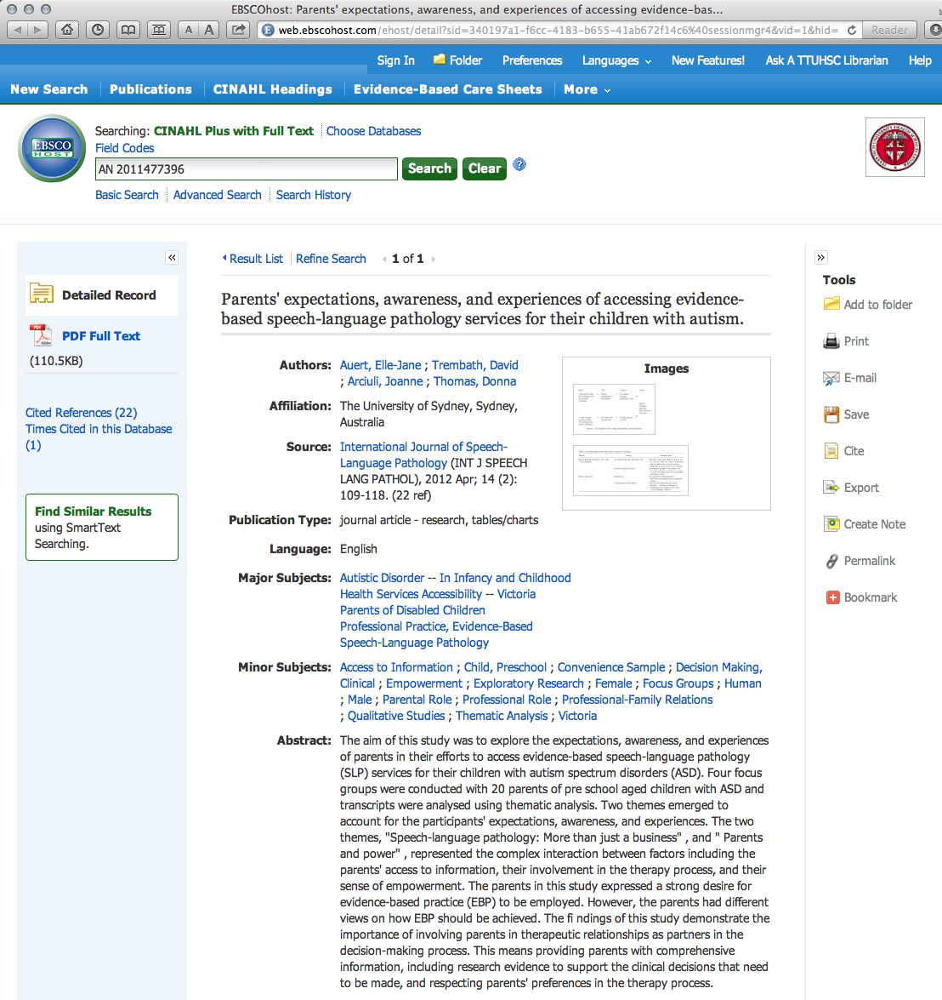 EBSCOhost: Parents' expectations, awareness, and experiences of accessing evidence-bas...
A A
web.ebscohost.com/ehost/detail?sid=340197a1-f6cc-4183-b655-41ab672f14c6%40sessionmgr4&vid=1&hid= Reader
Sign In Folder Preferences Languages New Features! Ask A TTUHSC Librarian Help
New Search Publications CINAHL Headings Evidence-Based Care Sheets More
EBSCO
HOST
Searching: CINAHL Plus with Full Text Choose Databases
Field Codes
AN 2011477396 Search Clear ?
Basic Search Advanced Search Search History
« 
Detailed Record
PDF Full Text
(110.5KB)
Cited References (22)
Times Cited in this Database
(1)
Find Similar Results
using SmartText
Searching.
Result List Refine Search 1 of 1
Parents' expectations, awareness, and experiences of accessing evidence-
based speech-language pathology services for their children with autism.
Authors: Auert, Elle-Jane ; Trembath, David
; Arciuli, Joanne ; Thomas, Donna
Images
Affiliation: The University of Sydney, Sydney,
Australia
Source: International Journal of Speech-
Language Pathology (INT J SPEECH
LANG PATHOL), 2012 Apr; 14 (2):
109-118. (22 ref)
Publication Type: journal article - research, tables/charts
Language: English
Major Subjects: Autistic Disorder -- In Infancy and Childhood
Health Services Accessibility -- Victoria
Parents of Disabled Children
Professional Practice, Evidence-Based
Speech-Language Pathology
Minor Subjects: Access to Information ; Child, Preschool ; Convenience Sample ; Decision Making,
Clinical ; Empowerment ; Exploratory Research ; Female ; Focus Groups ; Human
; Male ; Parental Role ; Professional Role ; Professional-Family Relations
; Qualitative Studies ; Thematic Analysis ; Victoria
Abstract: The aim of this study was to explore the expectations, awareness, and experiences
of parents in their efforts to access evidence-based speech-language pathology
(SLP) services for their children with autism spectrum disorders (ASD). Four focus
groups were conducted with 20 parents of pre school aged children with ASD and
transcripts were analysed using thematic analysis. Two themes emerged to
account for the participants' expectations, awareness, and experiences. The two
themes, "Speech-language pathology: More than just a business" , and " Parents
and power" , represented the complex interaction between factors including the
parents' access to information, their involvement in the therapy process, and their
sense of empowerment. The parents in this study expressed a strong desire for
evidence-based practice (EBP) to be employed. However, the parents had different
views on how EBP should be achieved. The fi ndings of this study demonstrate the
importance of involving parents in therapeutic relationships as partners in the
decision-making process. This means providing parents with comprehensive
information, including research evidence to support the clinical decisions that need
to be made, and respecting parents' preferences in the therapy process.
»
Tools
Add to folder
Print
E-mail
Save
Cite
Export
Create Note
Permalink
Bookmark